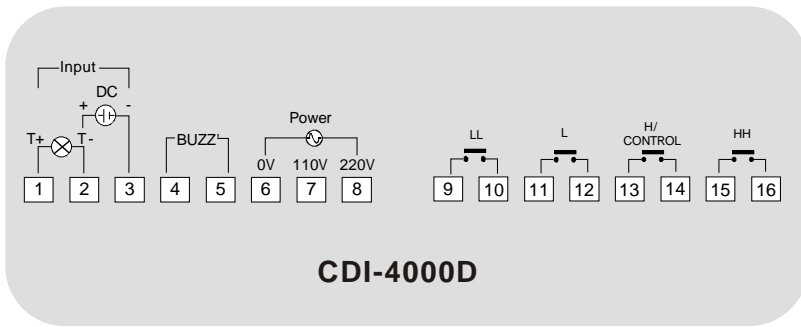 Input
DC
+ -
T+ T-
BUZZ'
Power
0V 110V 220V
LL
L
H/
CONTROL
HH
1 2 3 4 5 6 7 8 9 10 11 12 13 14 15 16
CDI-4000D